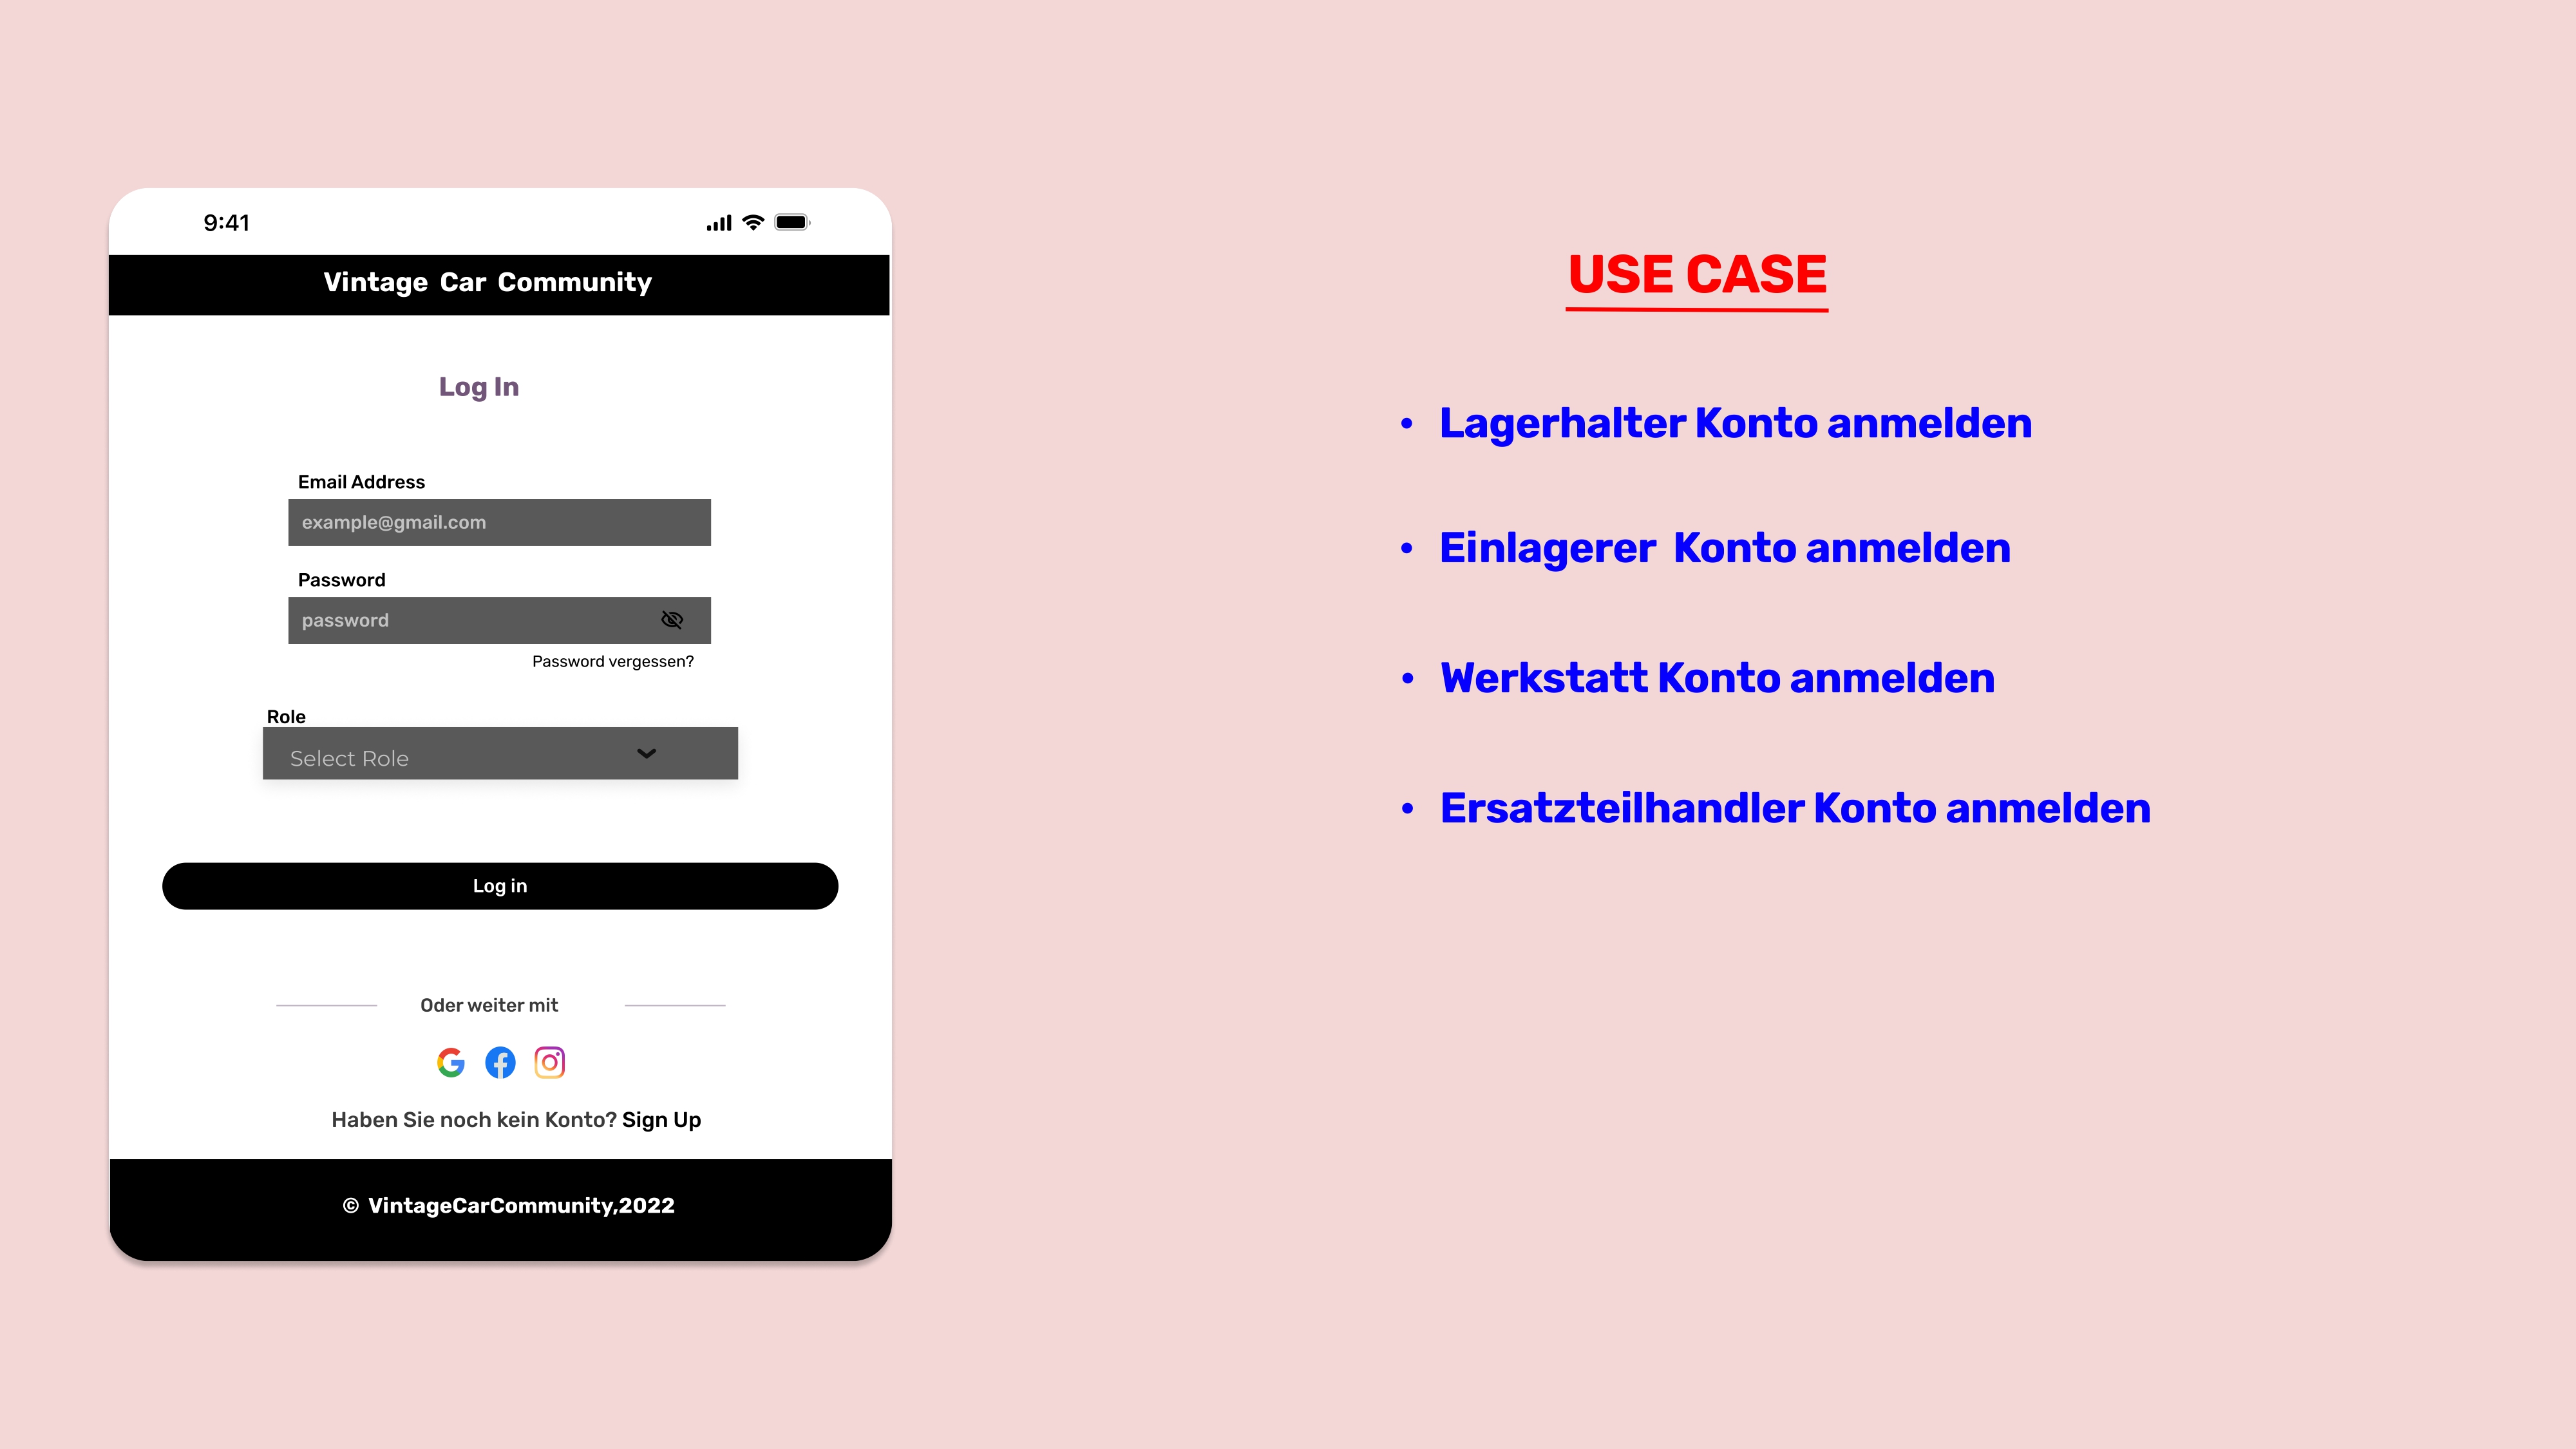 9:41
Vintage Car Community
Log In
Email Address
example@gmail.com
Password
password
Password vergessen?
Role
Select Role
Log in
Oder weiter mit
Haben Sie noch kein Konto? Sign Up
© VintageCarCommunity,2022
USE CASE
• Lagerhalter Konto anmelden
• Einlagerer Konto anmelden
• Werkstatt Konto anmelden
• Ersatzteilhandler Konto anmelden